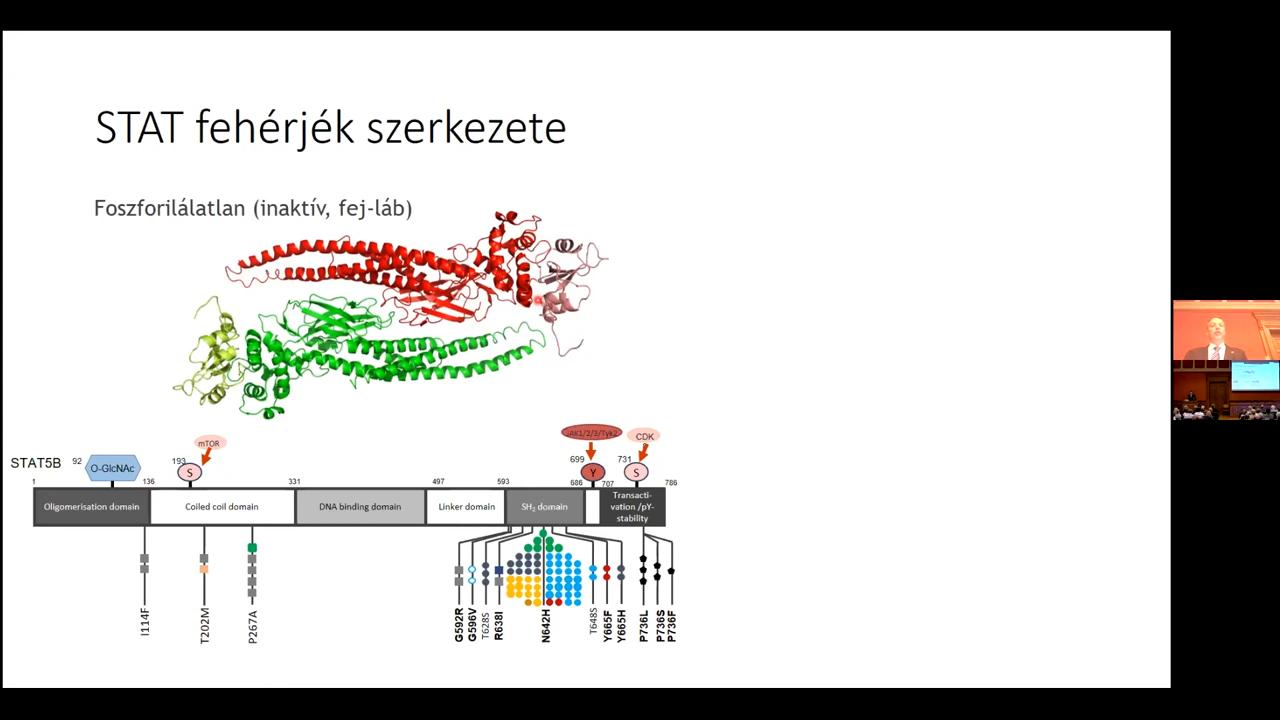 STAT fehérjék szerkezete
Foszforilálatlan (inaktív, fej-láb)
mTOR
JAK1/2/3/Tyk2
CDK
STAT5B
92
O-GlcNAc
193
S
699
Y
731
S
1
136
331
497
593
686
707
786
Oligomerisation domain
Coiled coil domain
DNA binding domain
Linker domain
SH2 domain
Transacti-
vation /pY-
stability
I114F
T202M
P267A
G592R
G596V
T628S
R638I
N642H
T648S
Y665F
Y665H
P736L
P736S
P736F